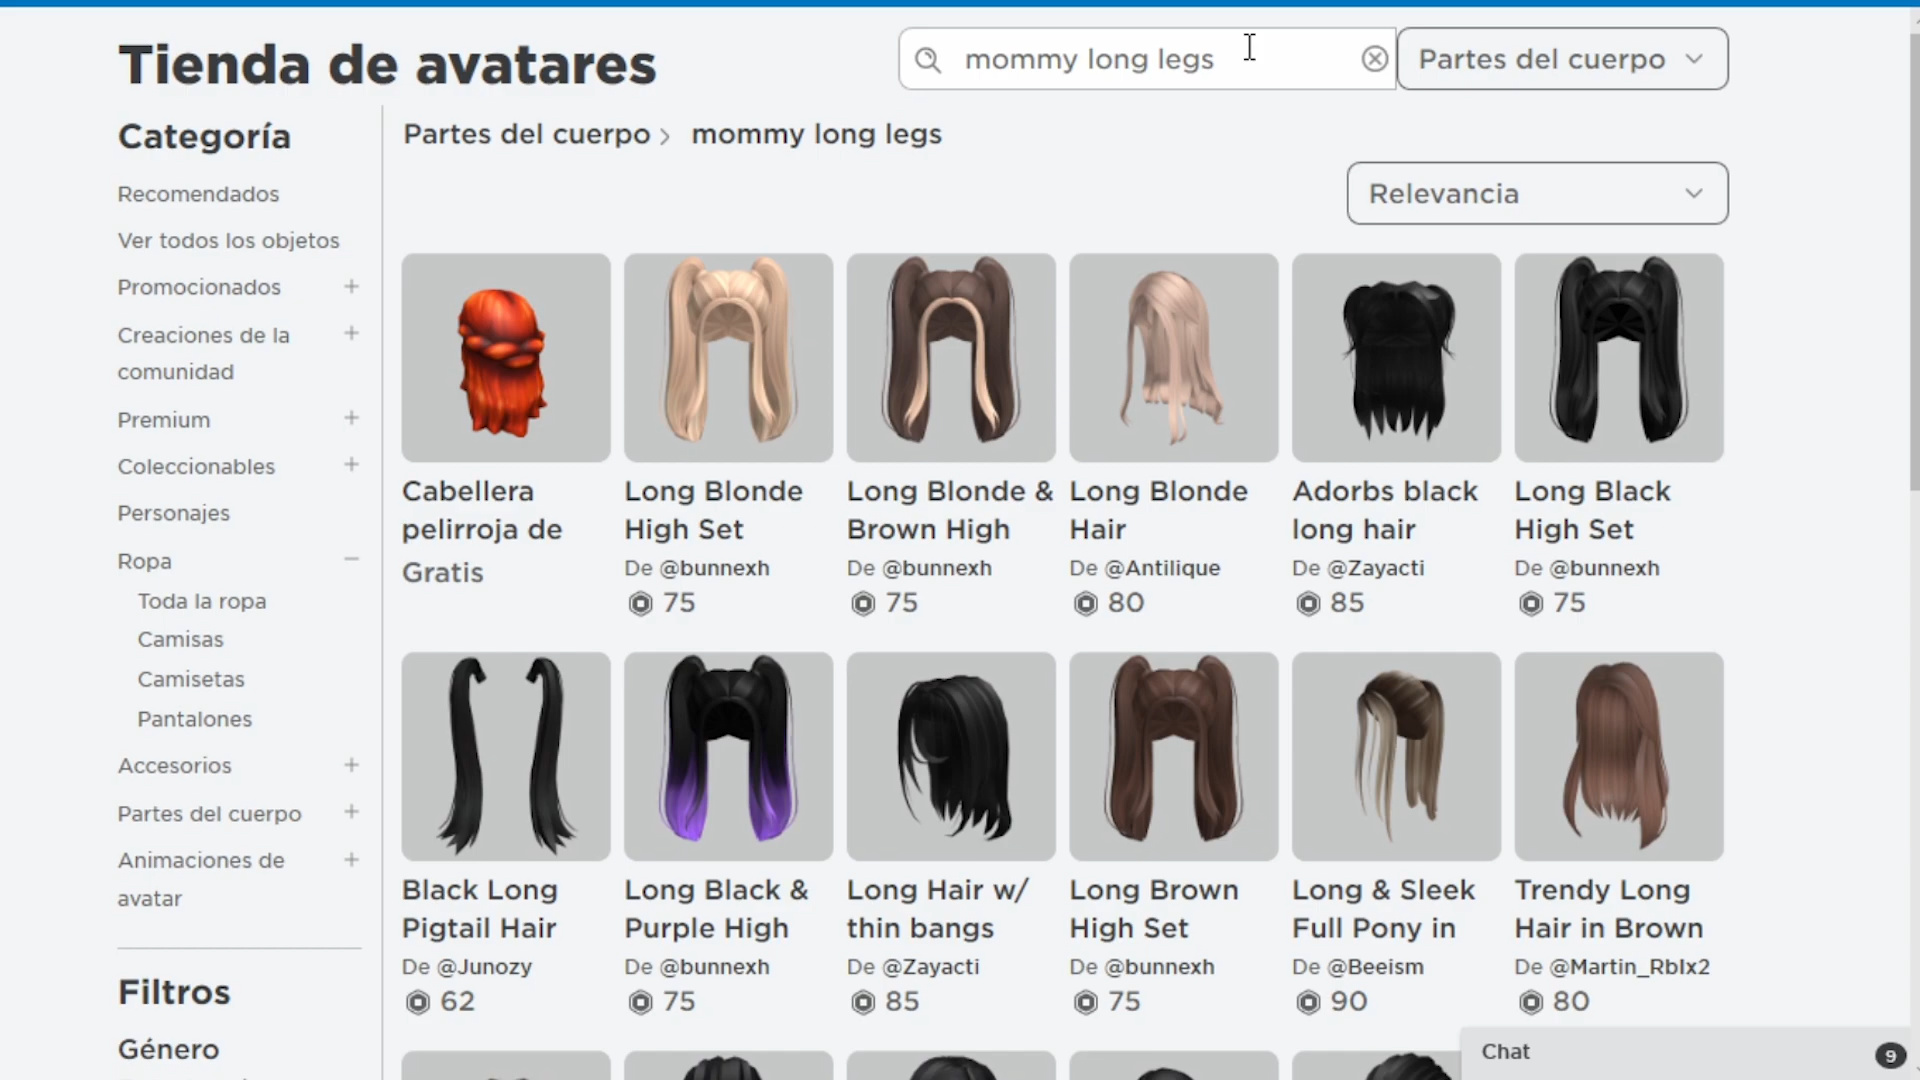 Tienda de avatares
mommy long legs
Partes del cuerpo
Categoría
Recomendados
Ver todos los objetos
Promocionados
Creaciones de la
comunidad
Premium
Coleccionables
Personajes
Ropa
Toda la ropa
Camisas
Camisetas
Pantalones
Accesorios
Partes del cuerpo
Animaciones de
avatar
Filtros
Género
Partes del cuerpo > mommy long legs
Relevancia
Cabellera
pelirroja de
Gratis
Long Blonde
High Set
De @bunnexh
75
Long Blonde &
Brown High
De @bunnexh
75
Long Blonde
Hair
De @Antilique
80
Adorbs black
long hair
De @Zayacti
85
Long Black
High Set
De @bunnexh
75
Black Long
Pigtail Hair
De @Junozy
62
Long Black &
Purple High
De @bunnexh
75
Long Hair w/
thin bangs
De @Zayacti
85
Long Brown
High Set
De @bunnexh
75
Long & Sleek
Full Pony in
De @Beeism
90
Trendy Long
Hair in Brown
De @Martin_Rblx2
80
Chat
9